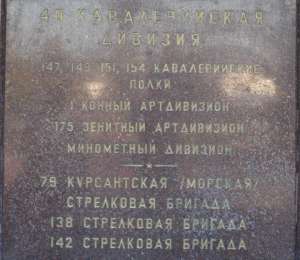 40 КАВАЛЕРИЙСКАЯ
ДИВИЗИЯ
147, 149, 151, 154 КАВАЛЕРИЙСКИЕ
ПОЛКИ
1 КОННЫЙ АРТДИВИЗИОН
175 ЗЕНИТНЫЙ АРТДИВИЗИОН
МИНОМЕТНЫЙ ДИВИЗИОН
79 КУРСАНТСКАЯ /МОРСКАЯ/
СТРЕЛКОВАЯ БРИГАДА
138 СТРЕЛКОВАЯ БРИГАДА
142 СТРЕЛКОВАЯ БРИГАДА